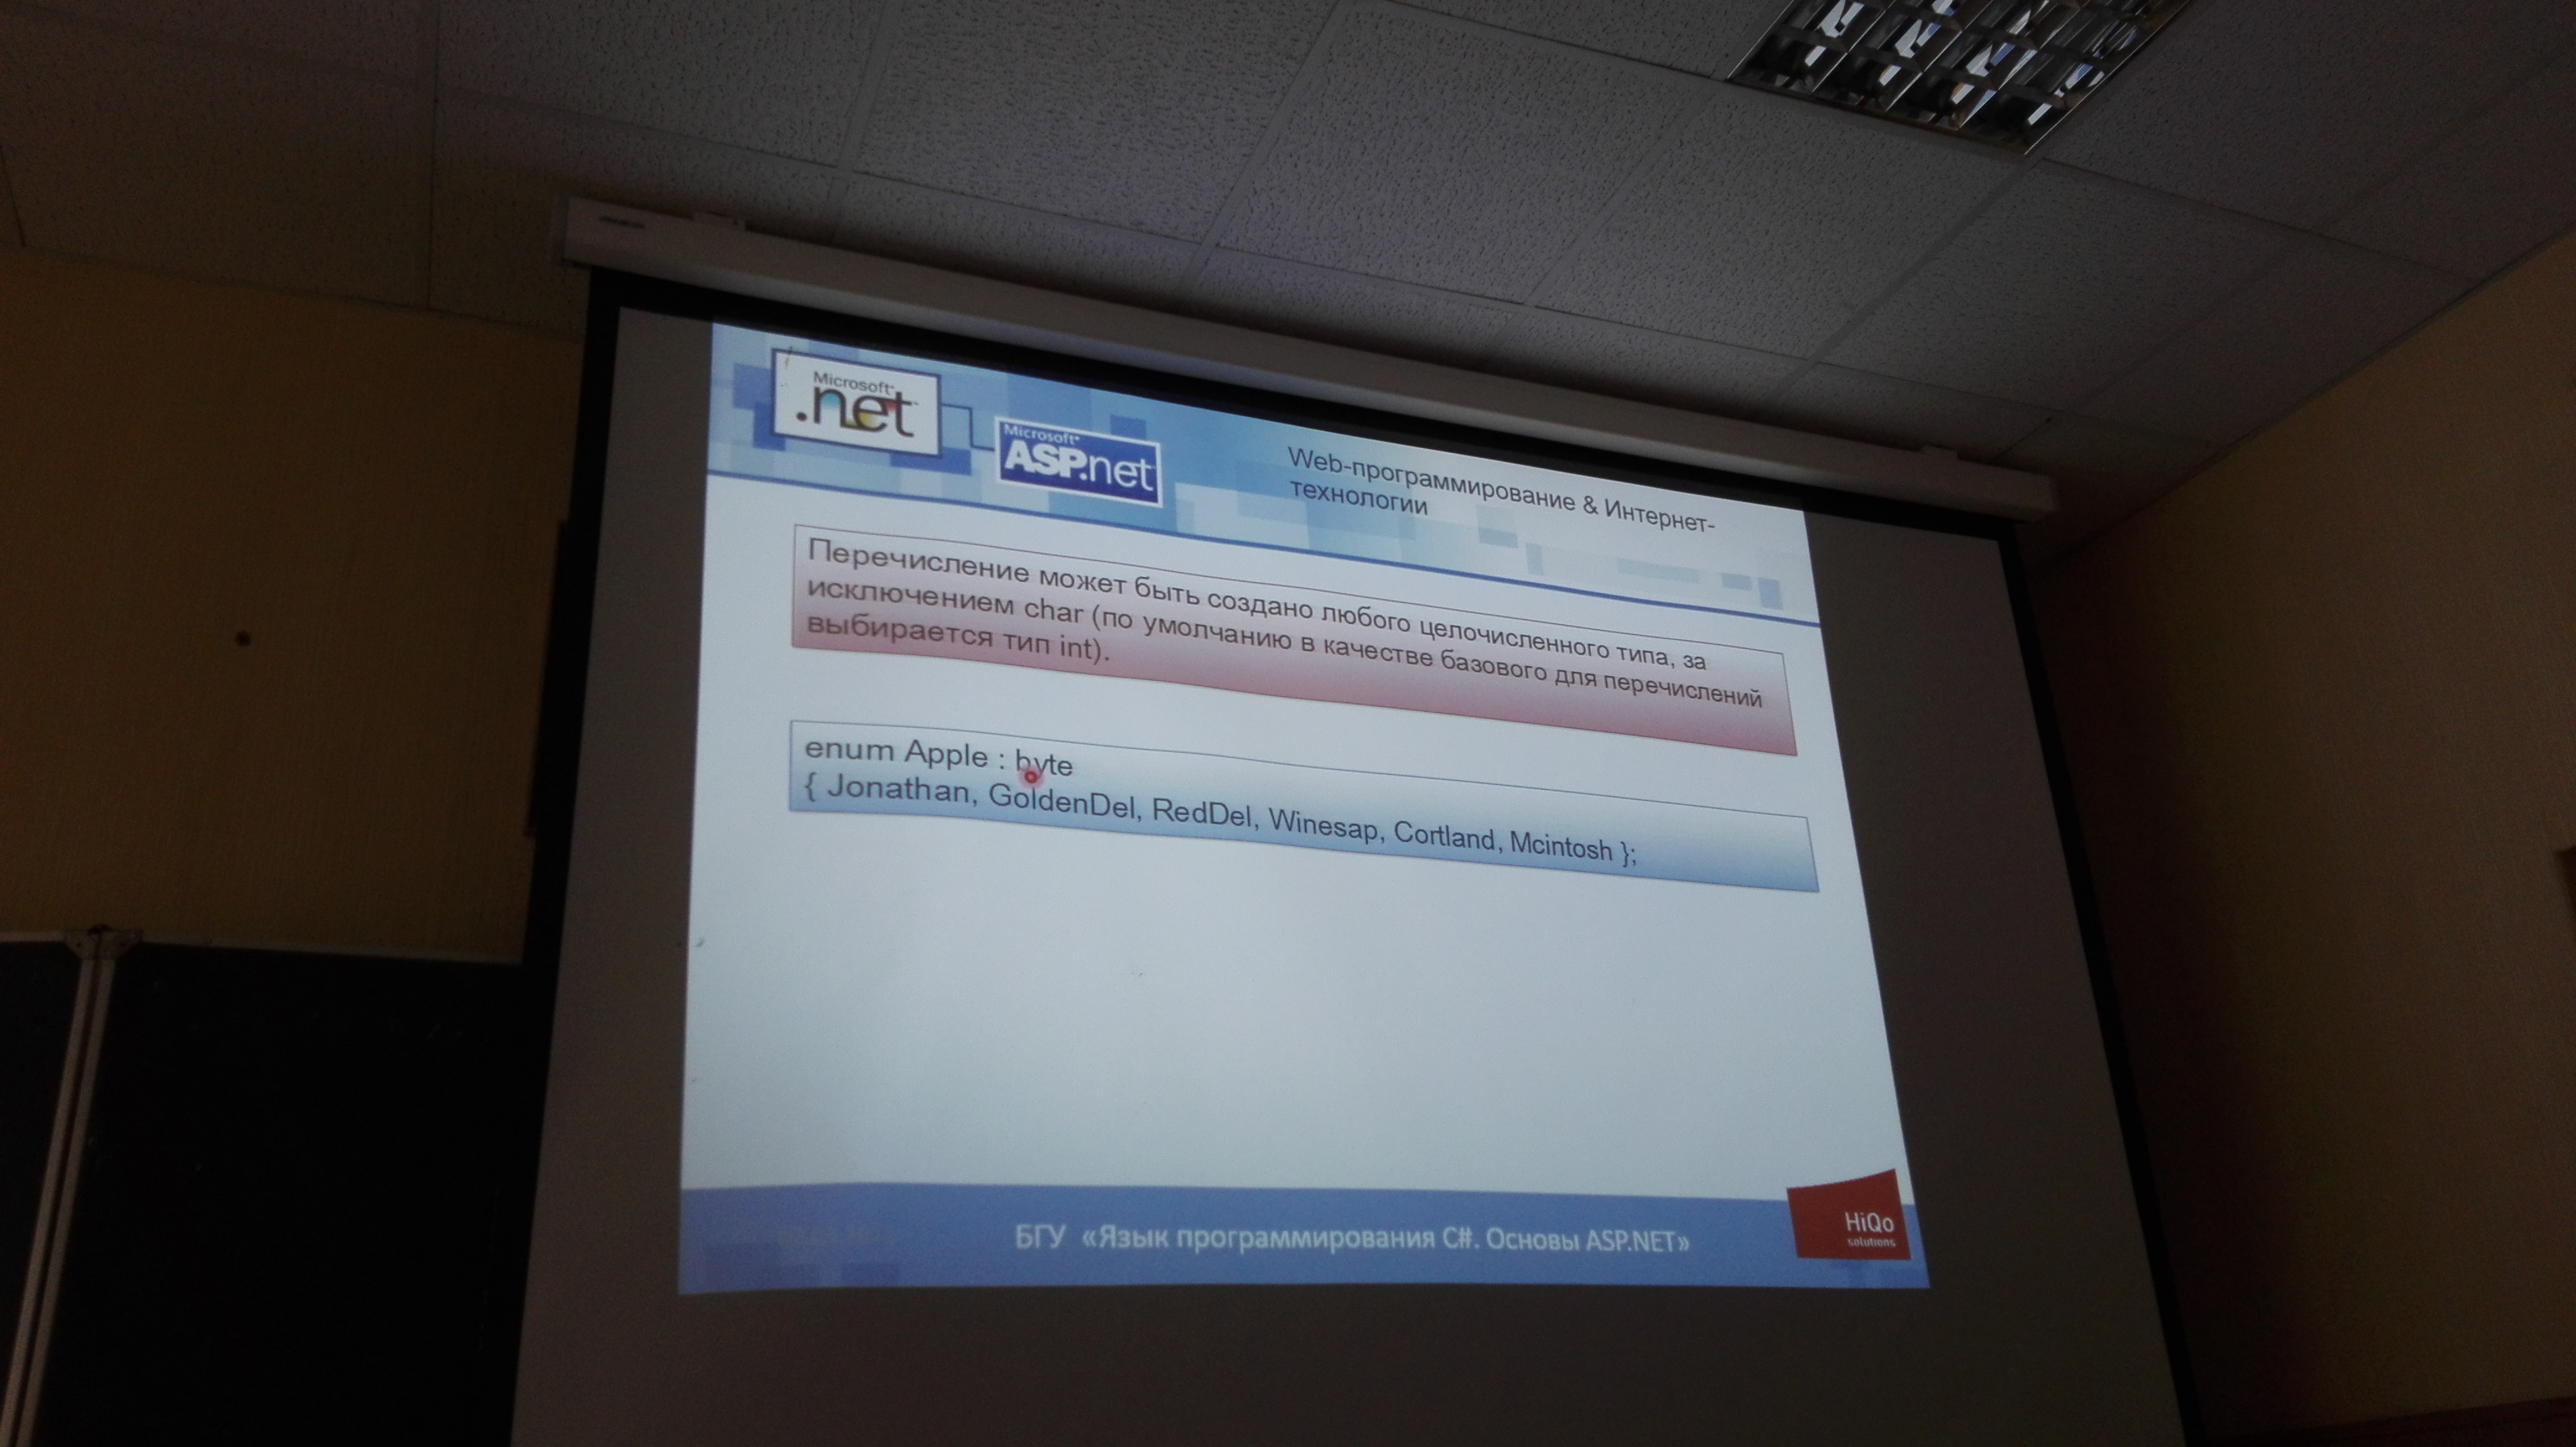 Microsoft
.net
Microsoft
ASP.net
Web-программирование & Интернет-
технологии
Перечисление может быть создано любого целочисленного типа, за
исключением char (по умолчанию в качестве базового для перечислений
выбирается тип int).
enum Apple : byte
{ Jonathan, GoldenDel, RedDel, Winesap, Cortland, Mcintosh };
БГУ «Язык программирования C#. Основы ASP.NET»
HiQo
solutions